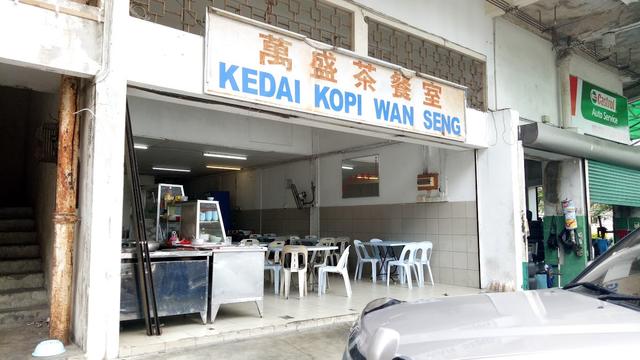 萬盛茶餐室
KEDAI KOPI WAN SENG
Castrol
Auto Service